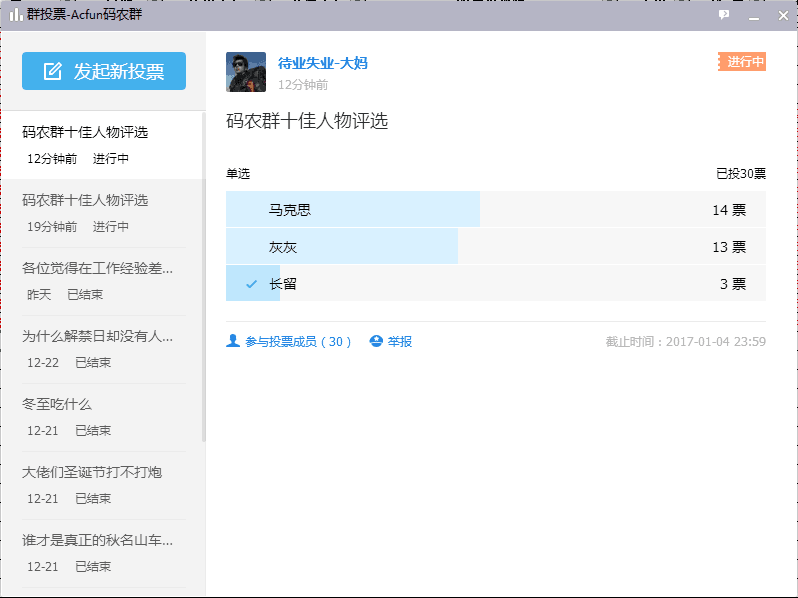 群投票-Acfun码农群
发起新投票
码农群十佳人物评选
12分钟前 进行中
码农群十佳人物评选
19分钟前 进行中
各位觉得在工作经验差...
昨天 已结束
为什么解禁日却没有人...
12-22 已结束
冬至吃什么
12-21 已结束
大佬们圣诞节打不打炮
12-21 已结束
谁才是真正的秋名山车...
12-21 已结束
待业失业-大妈
12分钟前
进行中
码农群十佳人物评选
单选 已投30票
马克思 14 票
灰灰 13 票
长留 3 票
参与投票成员 ( 30 ) 举报 截止时间：2017-01-04 23:59